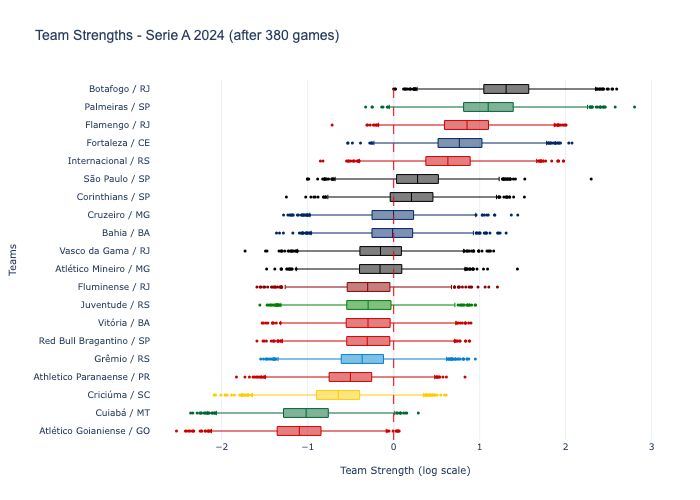 Team Strengths - Serie A 2024 (after 380 games)
Botafogo / RJ
Palmeiras / SP
Flamengo / RJ
Fortaleza / CE
Internacional / RS
São Paulo / SP
Corinthians / SP
Cruzeiro / MG
Bahia / BA
Vasco da Gama / RJ
Atlético Mineiro / MG
Fluminense / RJ
Juventude / RS
Vitória / BA
Red Bull Bragantino / SP
Grêmio / RS
Athletico Paranaense / PR
Criciúma / SC
Cuiabá / MT
Atlético Goianiense / GO
Teams
−2 −1 0 1 2 3
Team Strength (log scale)